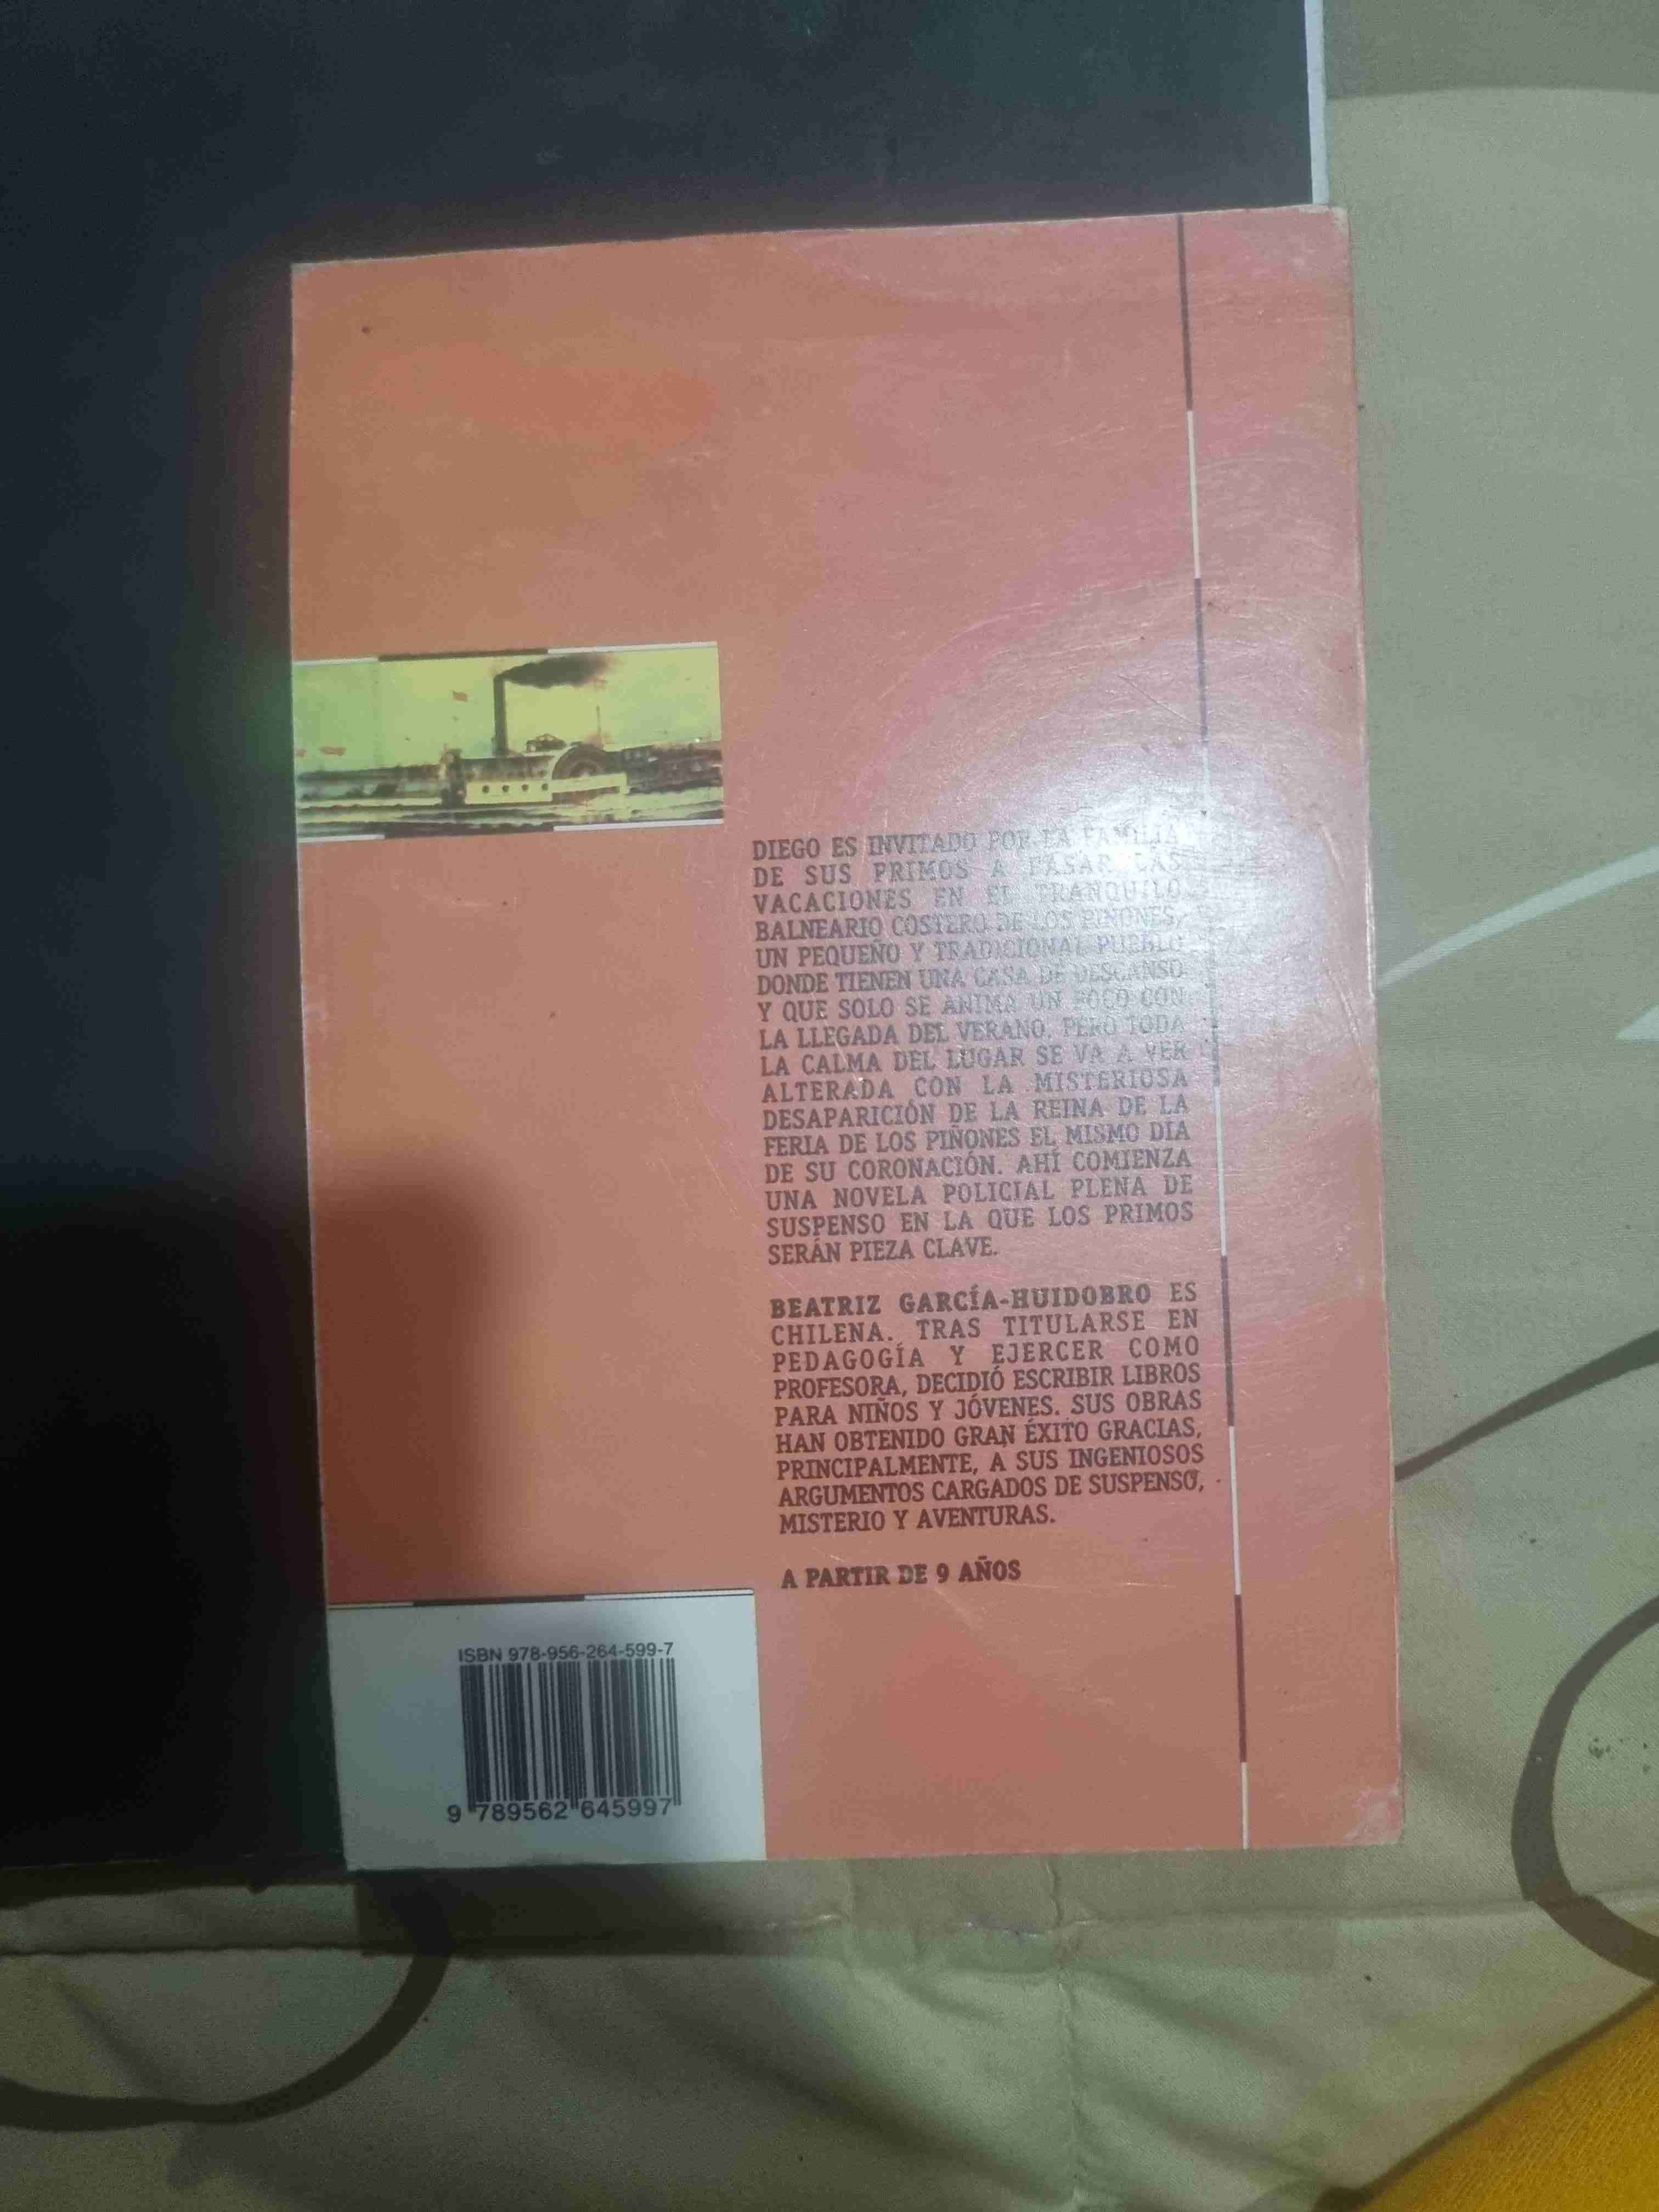 DIEGO ES INVITADO POR LA FAMILIA
DE SUS PRIMOS A PASAR LAS
VACACIONES EN EL TRANQUILO
BALNEARIO COSTERO DE LOS PIÑONES,
UN PEQUEÑO Y TRADICIONAL PUEBLO
DONDE TIENEN UNA CASA DE DESCANSO
Y QUE SOLO SE ANIMA UN POCO CON
LA LLEGADA DEL VERANO. PERO TODA
LA CALMA DEL LUGAR SE VA A VER
ALTERADA CON LA MISTERIOSA
DESAPARICIÓN DE LA REINA DE LA
FERIA DE LOS PIÑONES EL MISMO DÍA
DE SU CORONACIÓN. AHÍ COMIENZA
UNA NOVELA POLICIAL PLENA DE
SUSPENSO EN LA QUE LOS PRIMOS
SERÁN PIEZA CLAVE.
BEATRIZ GARCÍA-HUIDOBRO ES
CHILENA. TRAS TITULARSE EN
PEDAGOGÍA Y EJERCER COMO
PROFESORA, DECIDIÓ ESCRIBIR LIBROS
PARA NIÑOS Y JÓVENES. SUS OBRAS
HAN OBTENIDO GRAN ÉXITO GRACIAS,
PRINCIPALMENTE, A SUS INGENIOSOS
ARGUMENTOS CARGADOS DE SUSPENSO,
MISTERIO Y AVENTURAS.
A PARTIR DE 9 AÑOS
ISBN 978-956-264-599-7
9 789562 645997